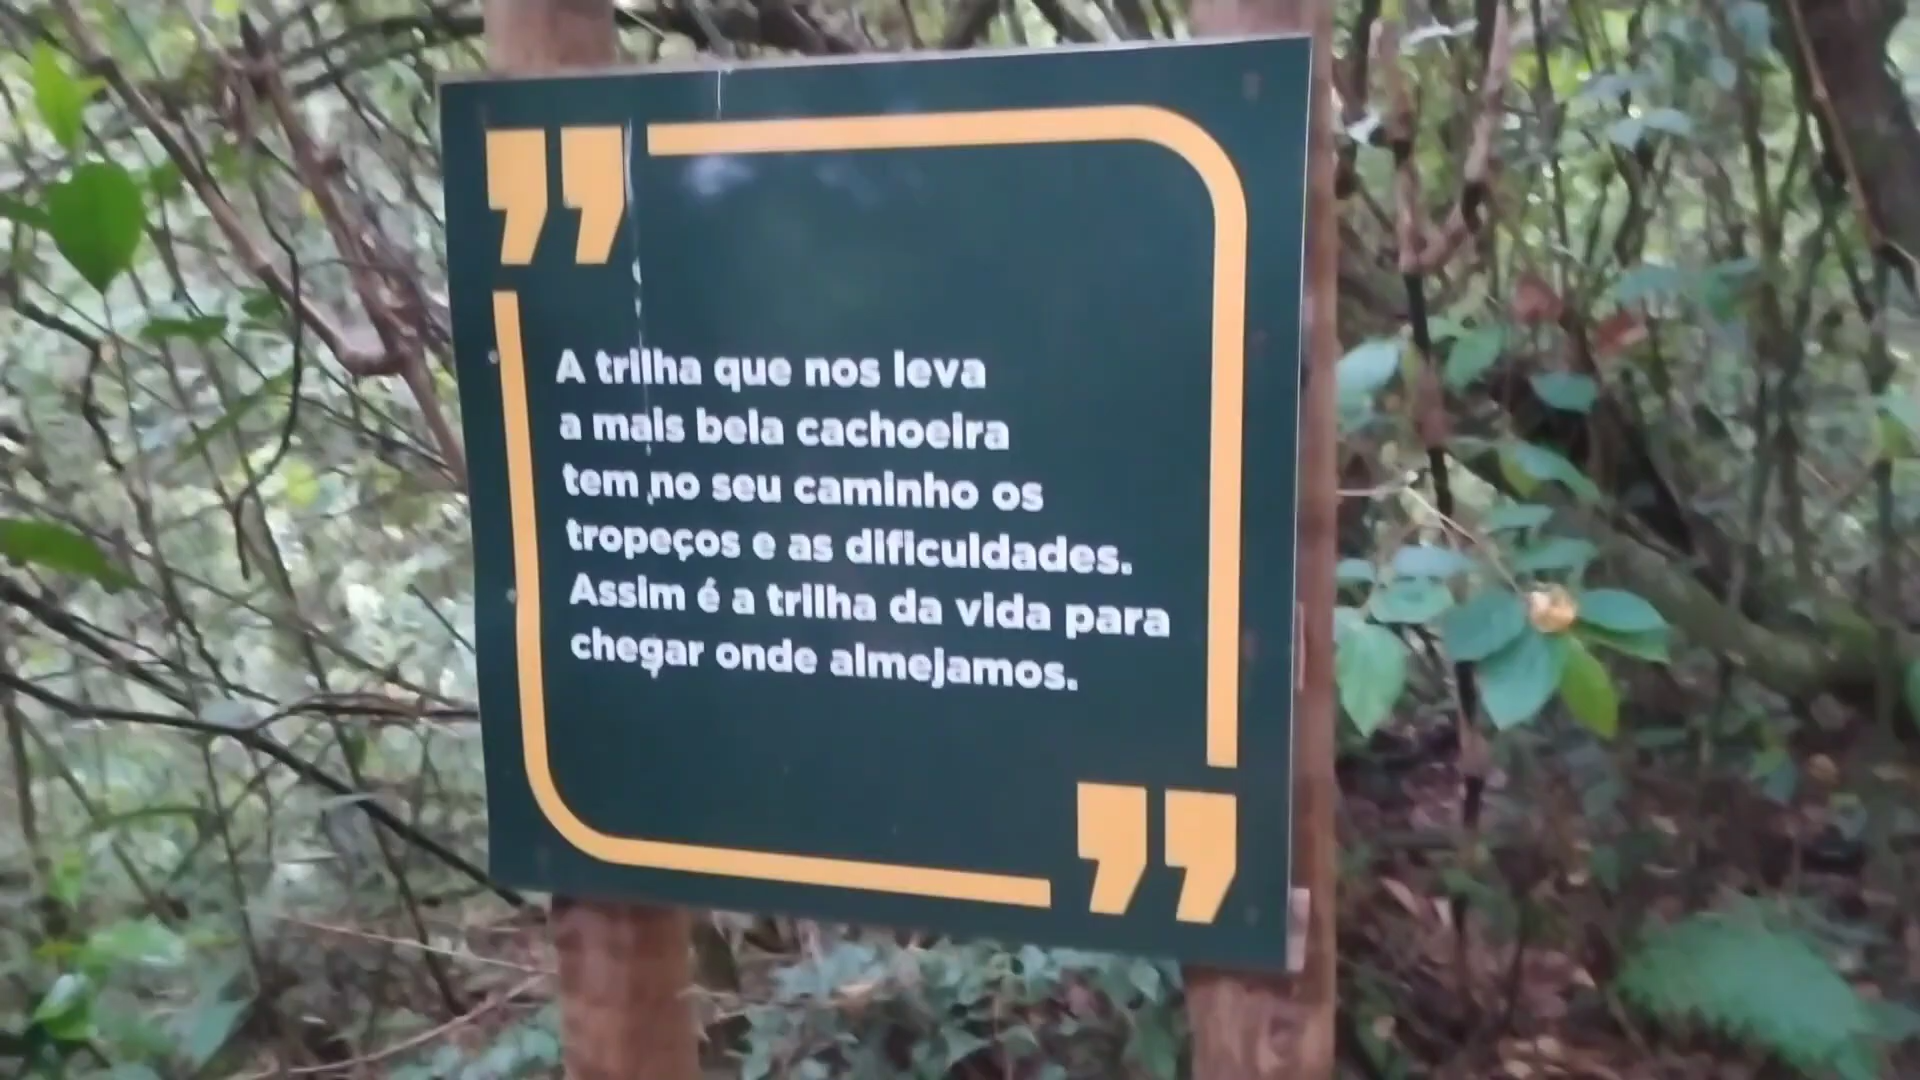 A trilha que nos leva
a mais bela cachoeira
tem no seu caminho os
tropeços e as dificuldades.
Assim é a trilha da vida para
chegar onde almejamos.